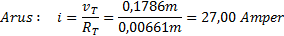 Arus : i = v_T / R_T = 0,1786m / 0,00661m = 27,00 Amper